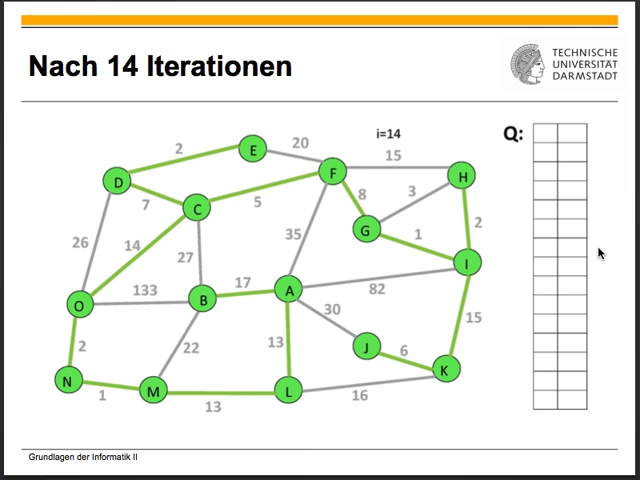 Nach 14 Iterationen
TECHNISCHE
UNIVERSITÄT
DARMSTADT
i=14
Q:
2
E
20
15
F
H
D
7
C
5
8
3
2
G
1
26
14
27
35
I
O
133
B
17
A
82
2
22
13
30
15
J
6
K
N
1
M
13
L
16
Grundlagen der Informatik II